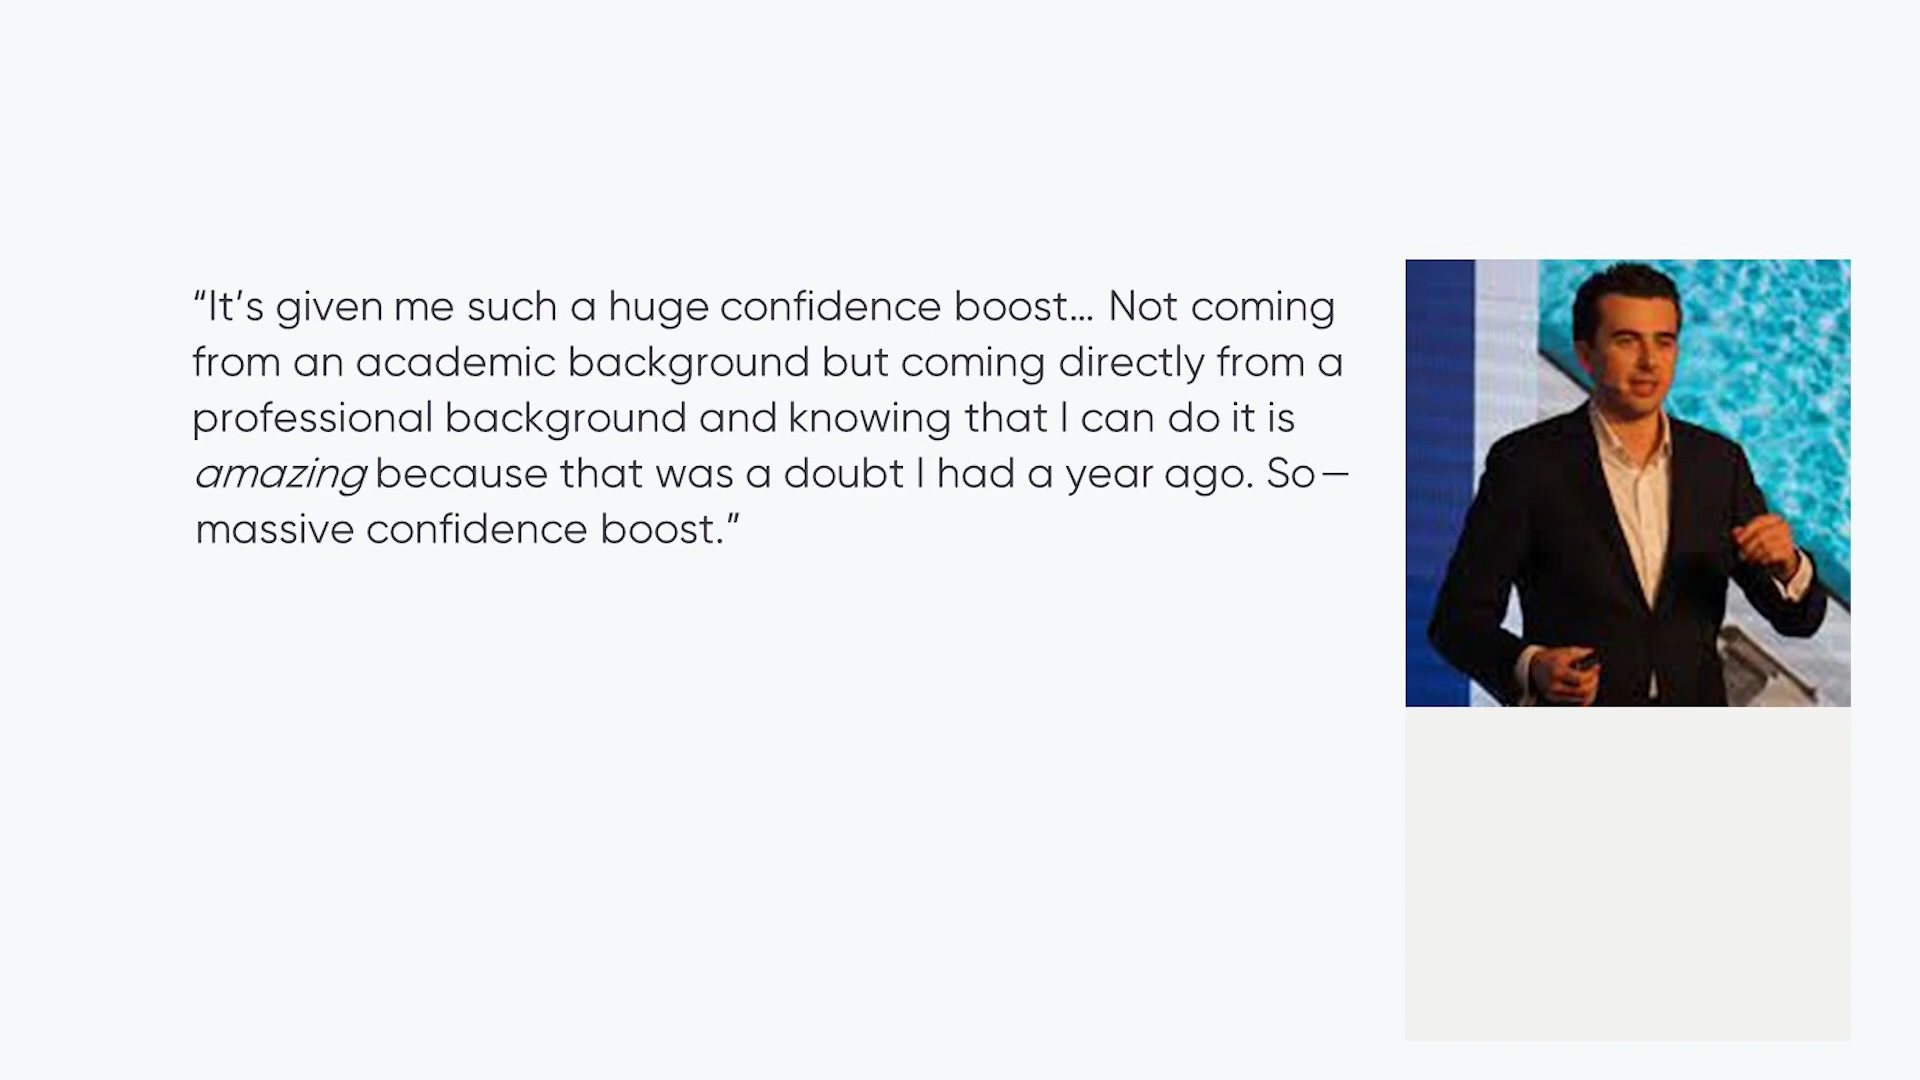 “It’s given me such a huge confidence boost... Not coming
from an academic background but coming directly from a
professional background and knowing that I can do it is
amazing because that was a doubt I had a year ago. So—
massive confidence boost.”